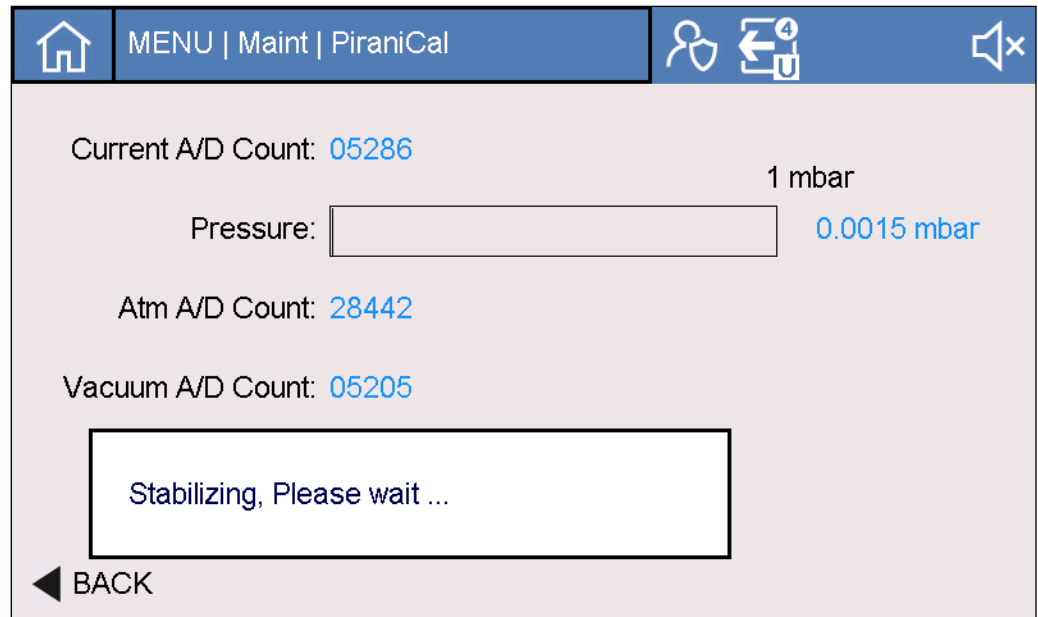 MENU | Maint | PiraniCal
4
U
Current A/D Count: 05286
1 mbar
Pressure: 0.0015 mbar
Atm A/D Count: 28442
Vacuum A/D Count: 05205
Stabilizing, Please wait ...
BACK